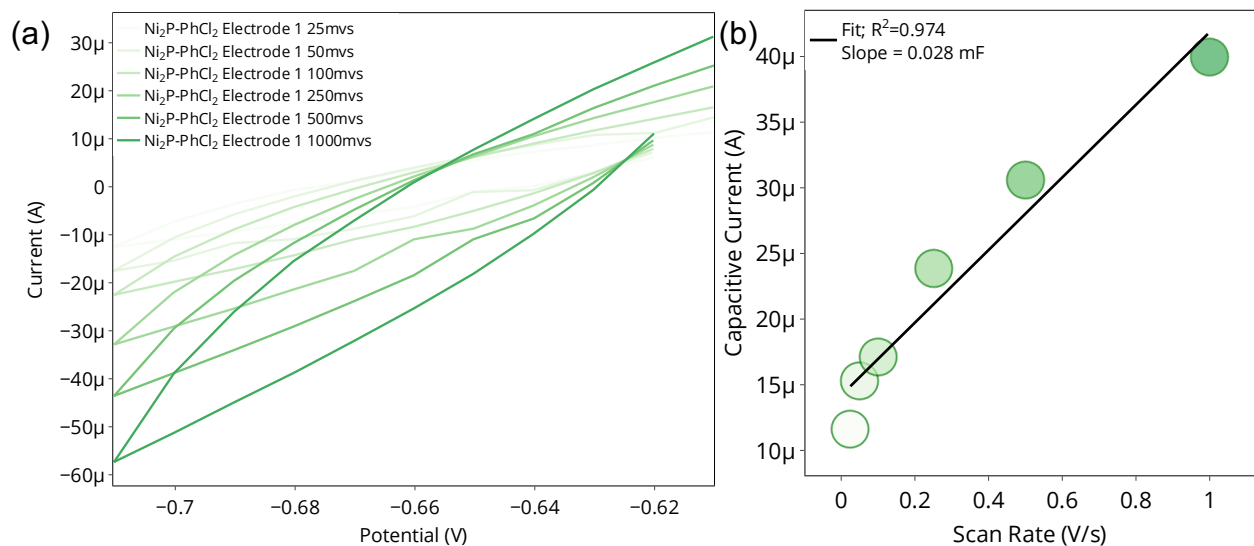 (a)
Ni₂P-PhCl₂ Electrode 1 25mvs
Ni₂P-PhCl₂ Electrode 1 50mvs
Ni₂P-PhCl₂ Electrode 1 100mvs
Ni₂P-PhCl₂ Electrode 1 250mvs
Ni₂P-PhCl₂ Electrode 1 500mvs
Ni₂P-PhCl₂ Electrode 1 1000mvs
30μ
20μ
10μ
0
−10μ
−20μ
−30μ
−40μ
−50μ
−60μ
Current (A)
−0.7
−0.68
−0.66
−0.64
−0.62
Potential (V)
(b)
Fit; R²=0.974
Slope = 0.028 mF
40μ
35μ
30μ
25μ
20μ
15μ
10μ
Capacitive Current (A)
0
0.2
0.4
0.6
0.8
1
Scan Rate (V/s)